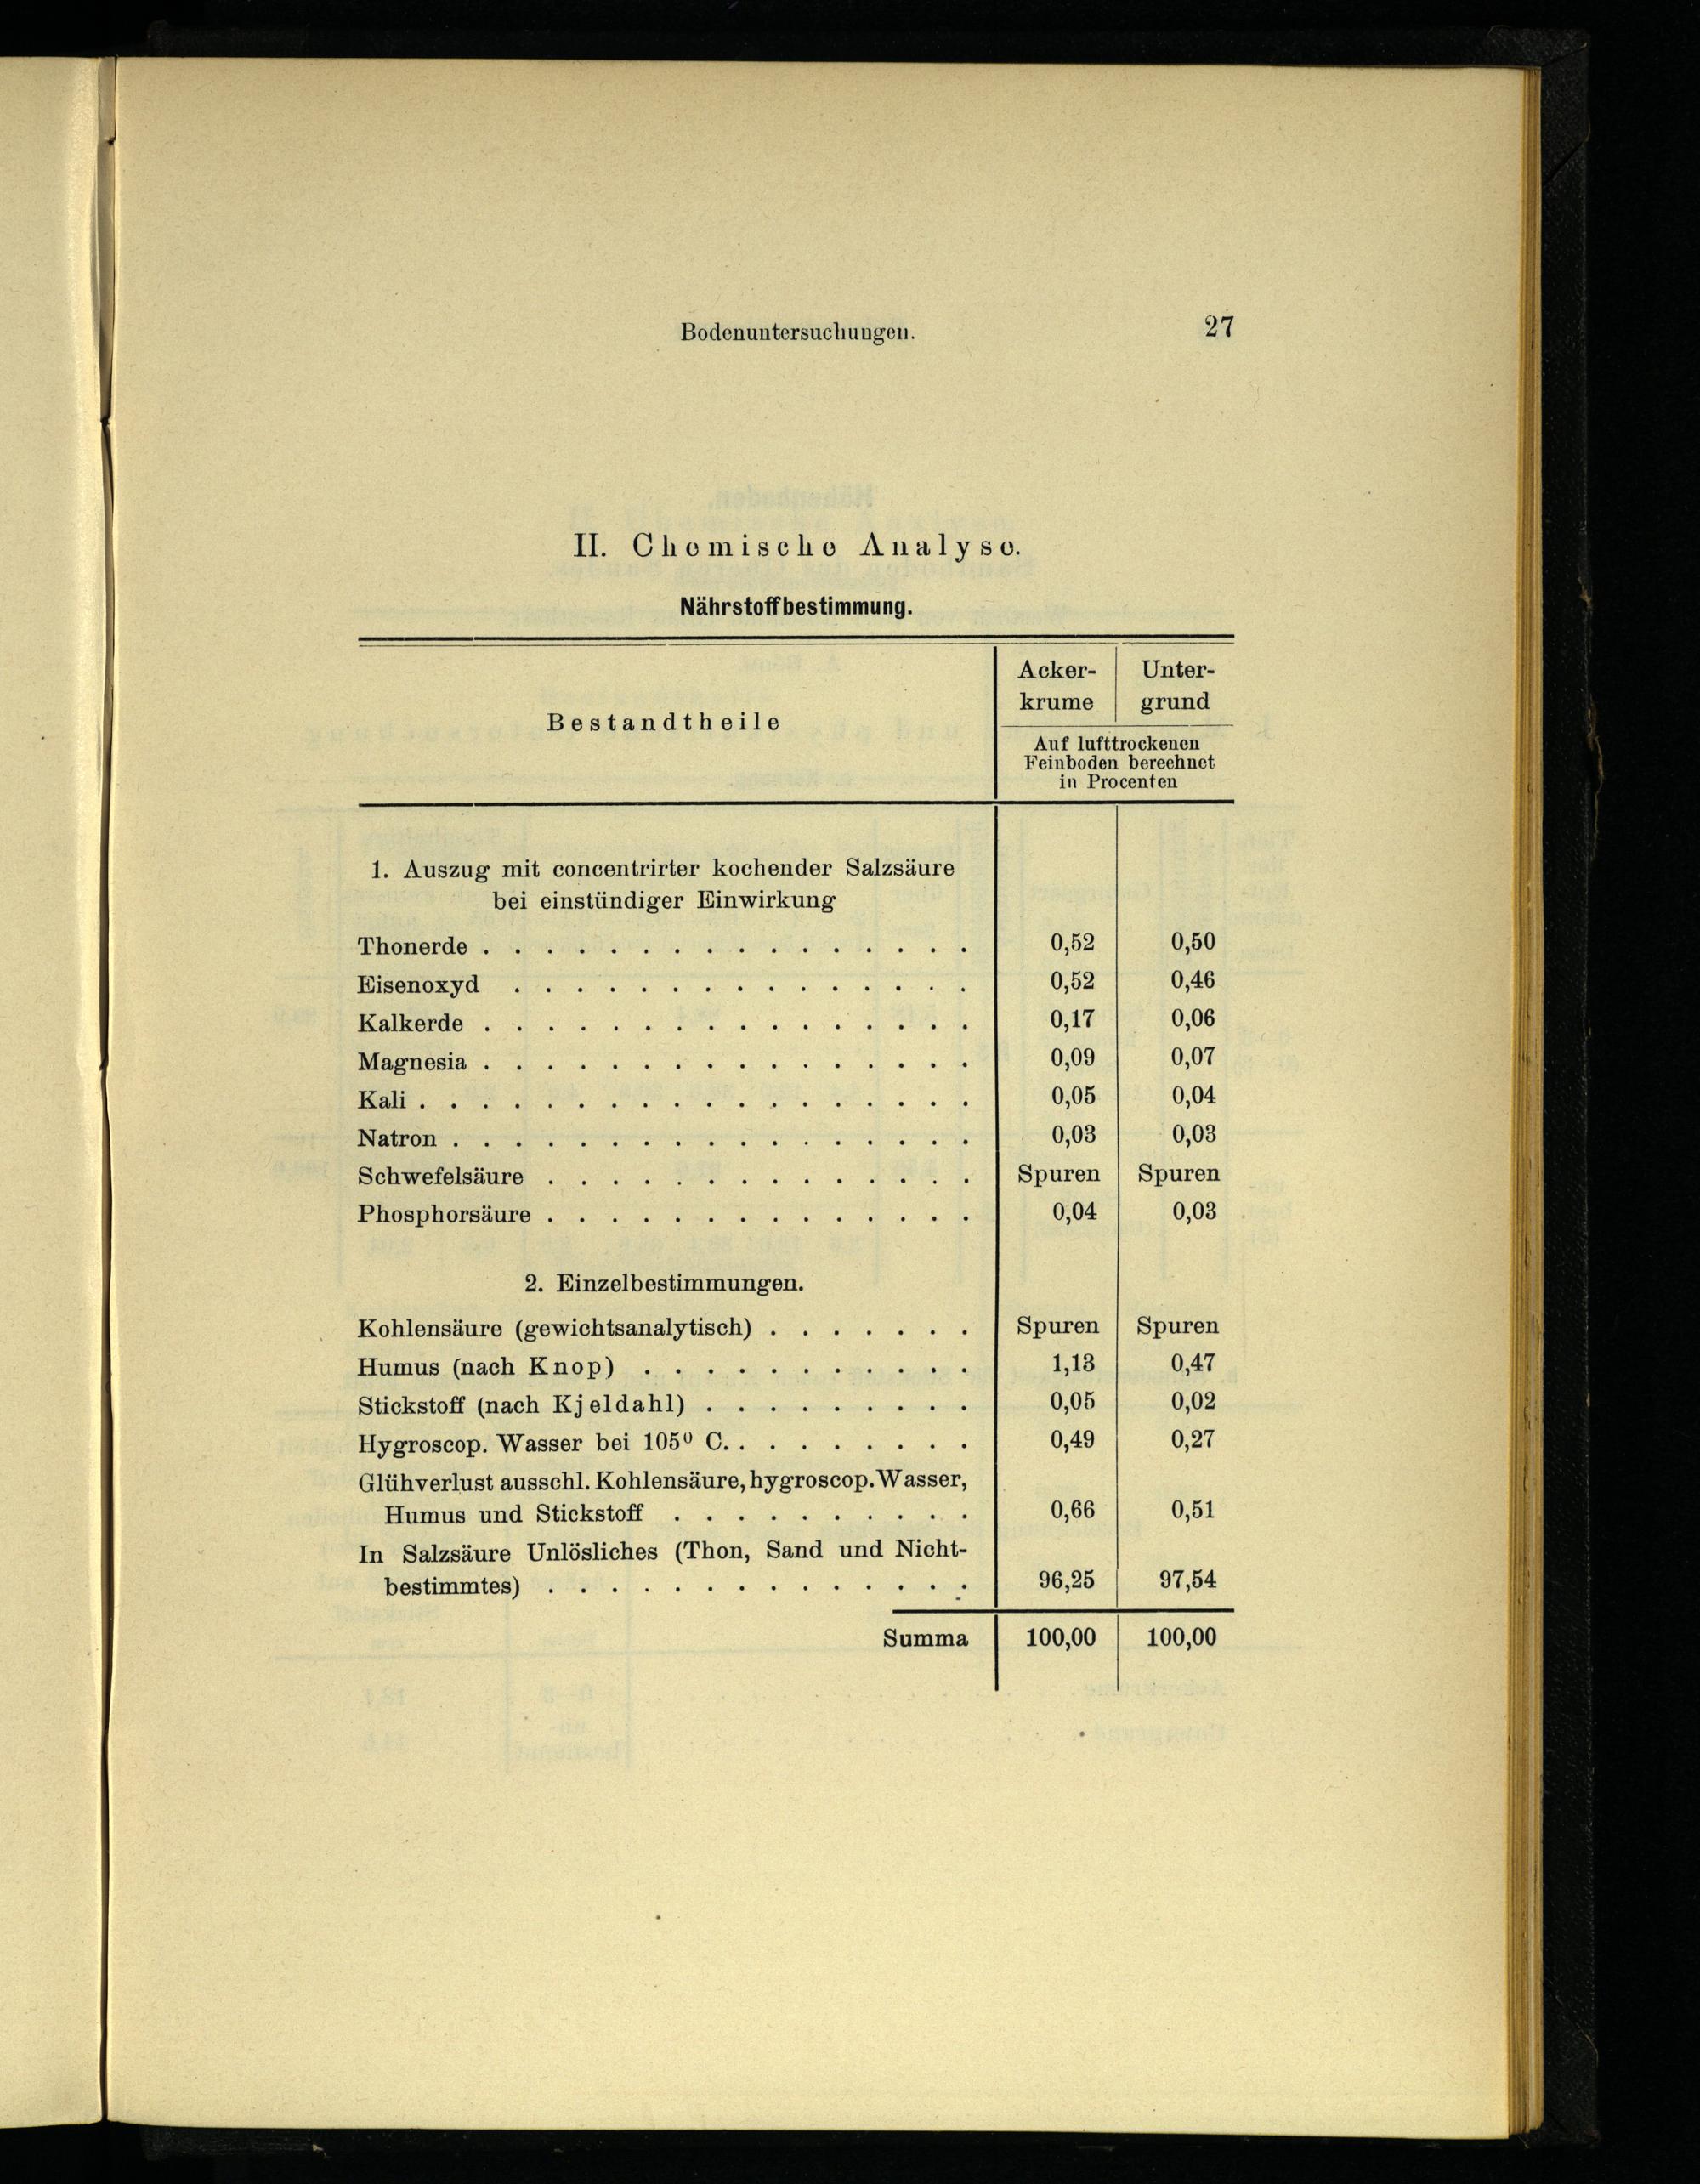 Bodenuntersuchungen. 27
II. Chemische Analyse.
Nährstoffbestimmung.
Bestandtheile
Acker-
krume
Unter-
grund
Auf lufttrockenen
Feinboden berechnet
in Procenten
1. Auszug mit concentrirter kochender Salzsäure
bei einstündiger Einwirkung
Thonerde . . . . . . . . . . . . . . . . 0,52 0,50
Eisenoxyd . . . . . . . . . . . . . . . 0,52 0,46
Kalkerde . . . . . . . . . . . . . . . . 0,17 0,06
Magnesia . . . . . . . . . . . . . . . . 0,09 0,07
Kali . . . . . . . . . . . . . . . . . . 0,05 0,04
Natron . . . . . . . . . . . . . . . . . 0,03 0,03
Schwefelsäure . . . . . . . . . . . . . . Spuren Spuren
Phosphorsäure . . . . . . . . . . . . . . 0,04 0,03
2. Einzelbestimmungen.
Kohlensäure (gewichtsanalytisch) . . . . . . . Spuren Spuren
Humus (nach Knop) . . . . . . . . . . . 1,13 0,47
Stickstoff (nach Kjeldahl) . . . . . . . . . 0,05 0,02
Hygroscop. Wasser bei 105⁰ C. . . . . . . . . 0,49 0,27
Glühverlust ausschl. Kohlensäure, hygroscop. Wasser,
Humus und Stickstoff . . . . . . . . . . 0,66 0,51
In Salzsäure Unlösliches (Thon, Sand und Nicht-
bestimmtes) . . . . . . . . . . . . . . 96,25 97,54
Summa 100,00 100,00